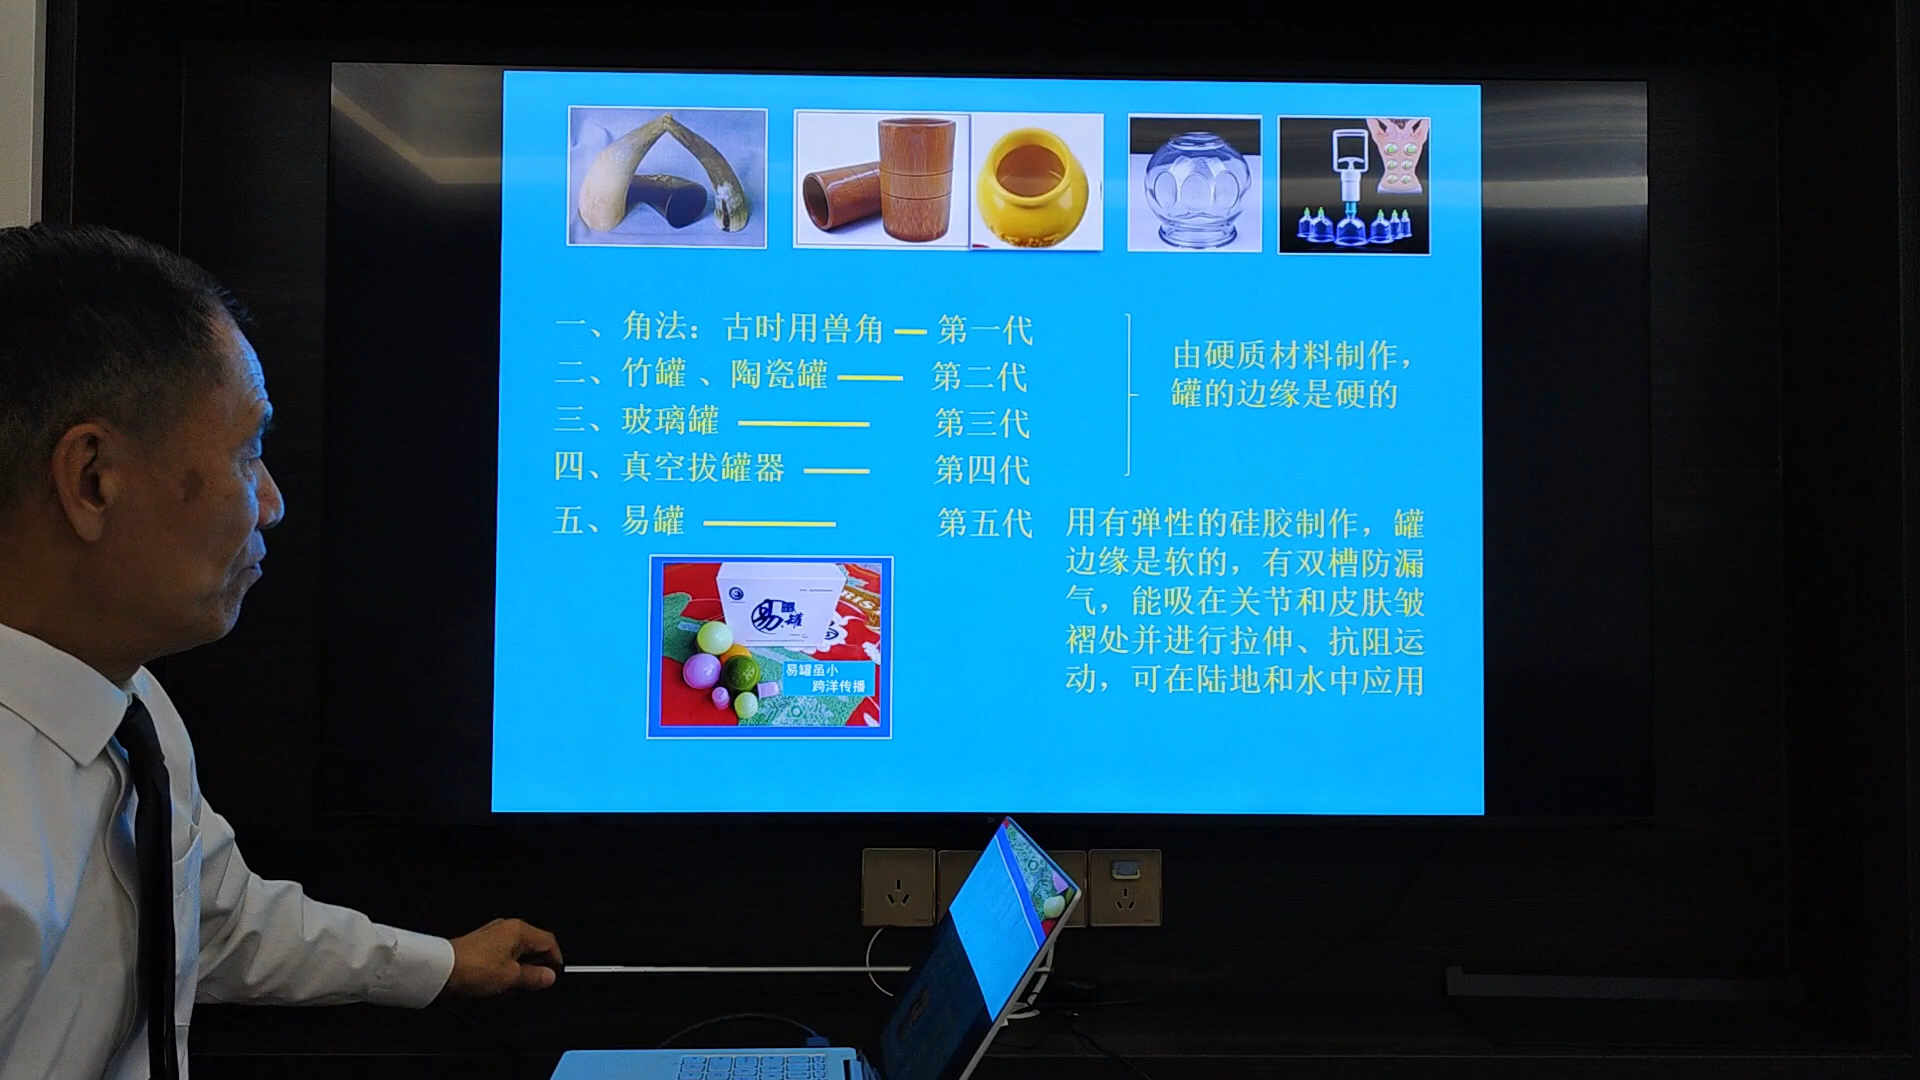 一、角法：古时用兽角 — 第一代
二、竹罐 、陶瓷罐 —— 第二代
三、玻璃罐 ———— 第三代
四、真空拔罐器 —— 第四代
由硬质材料制作，
罐的边缘是硬的
五、易罐 ———— 第五代
用有弹性的硅胶制作，罐
边缘是软的，有双槽防漏
气，能吸在关节和皮肤皱
褶处并进行拉伸、抗阻运
动，可在陆地和水中应用
易罐
易罐虽小
跨洋传播